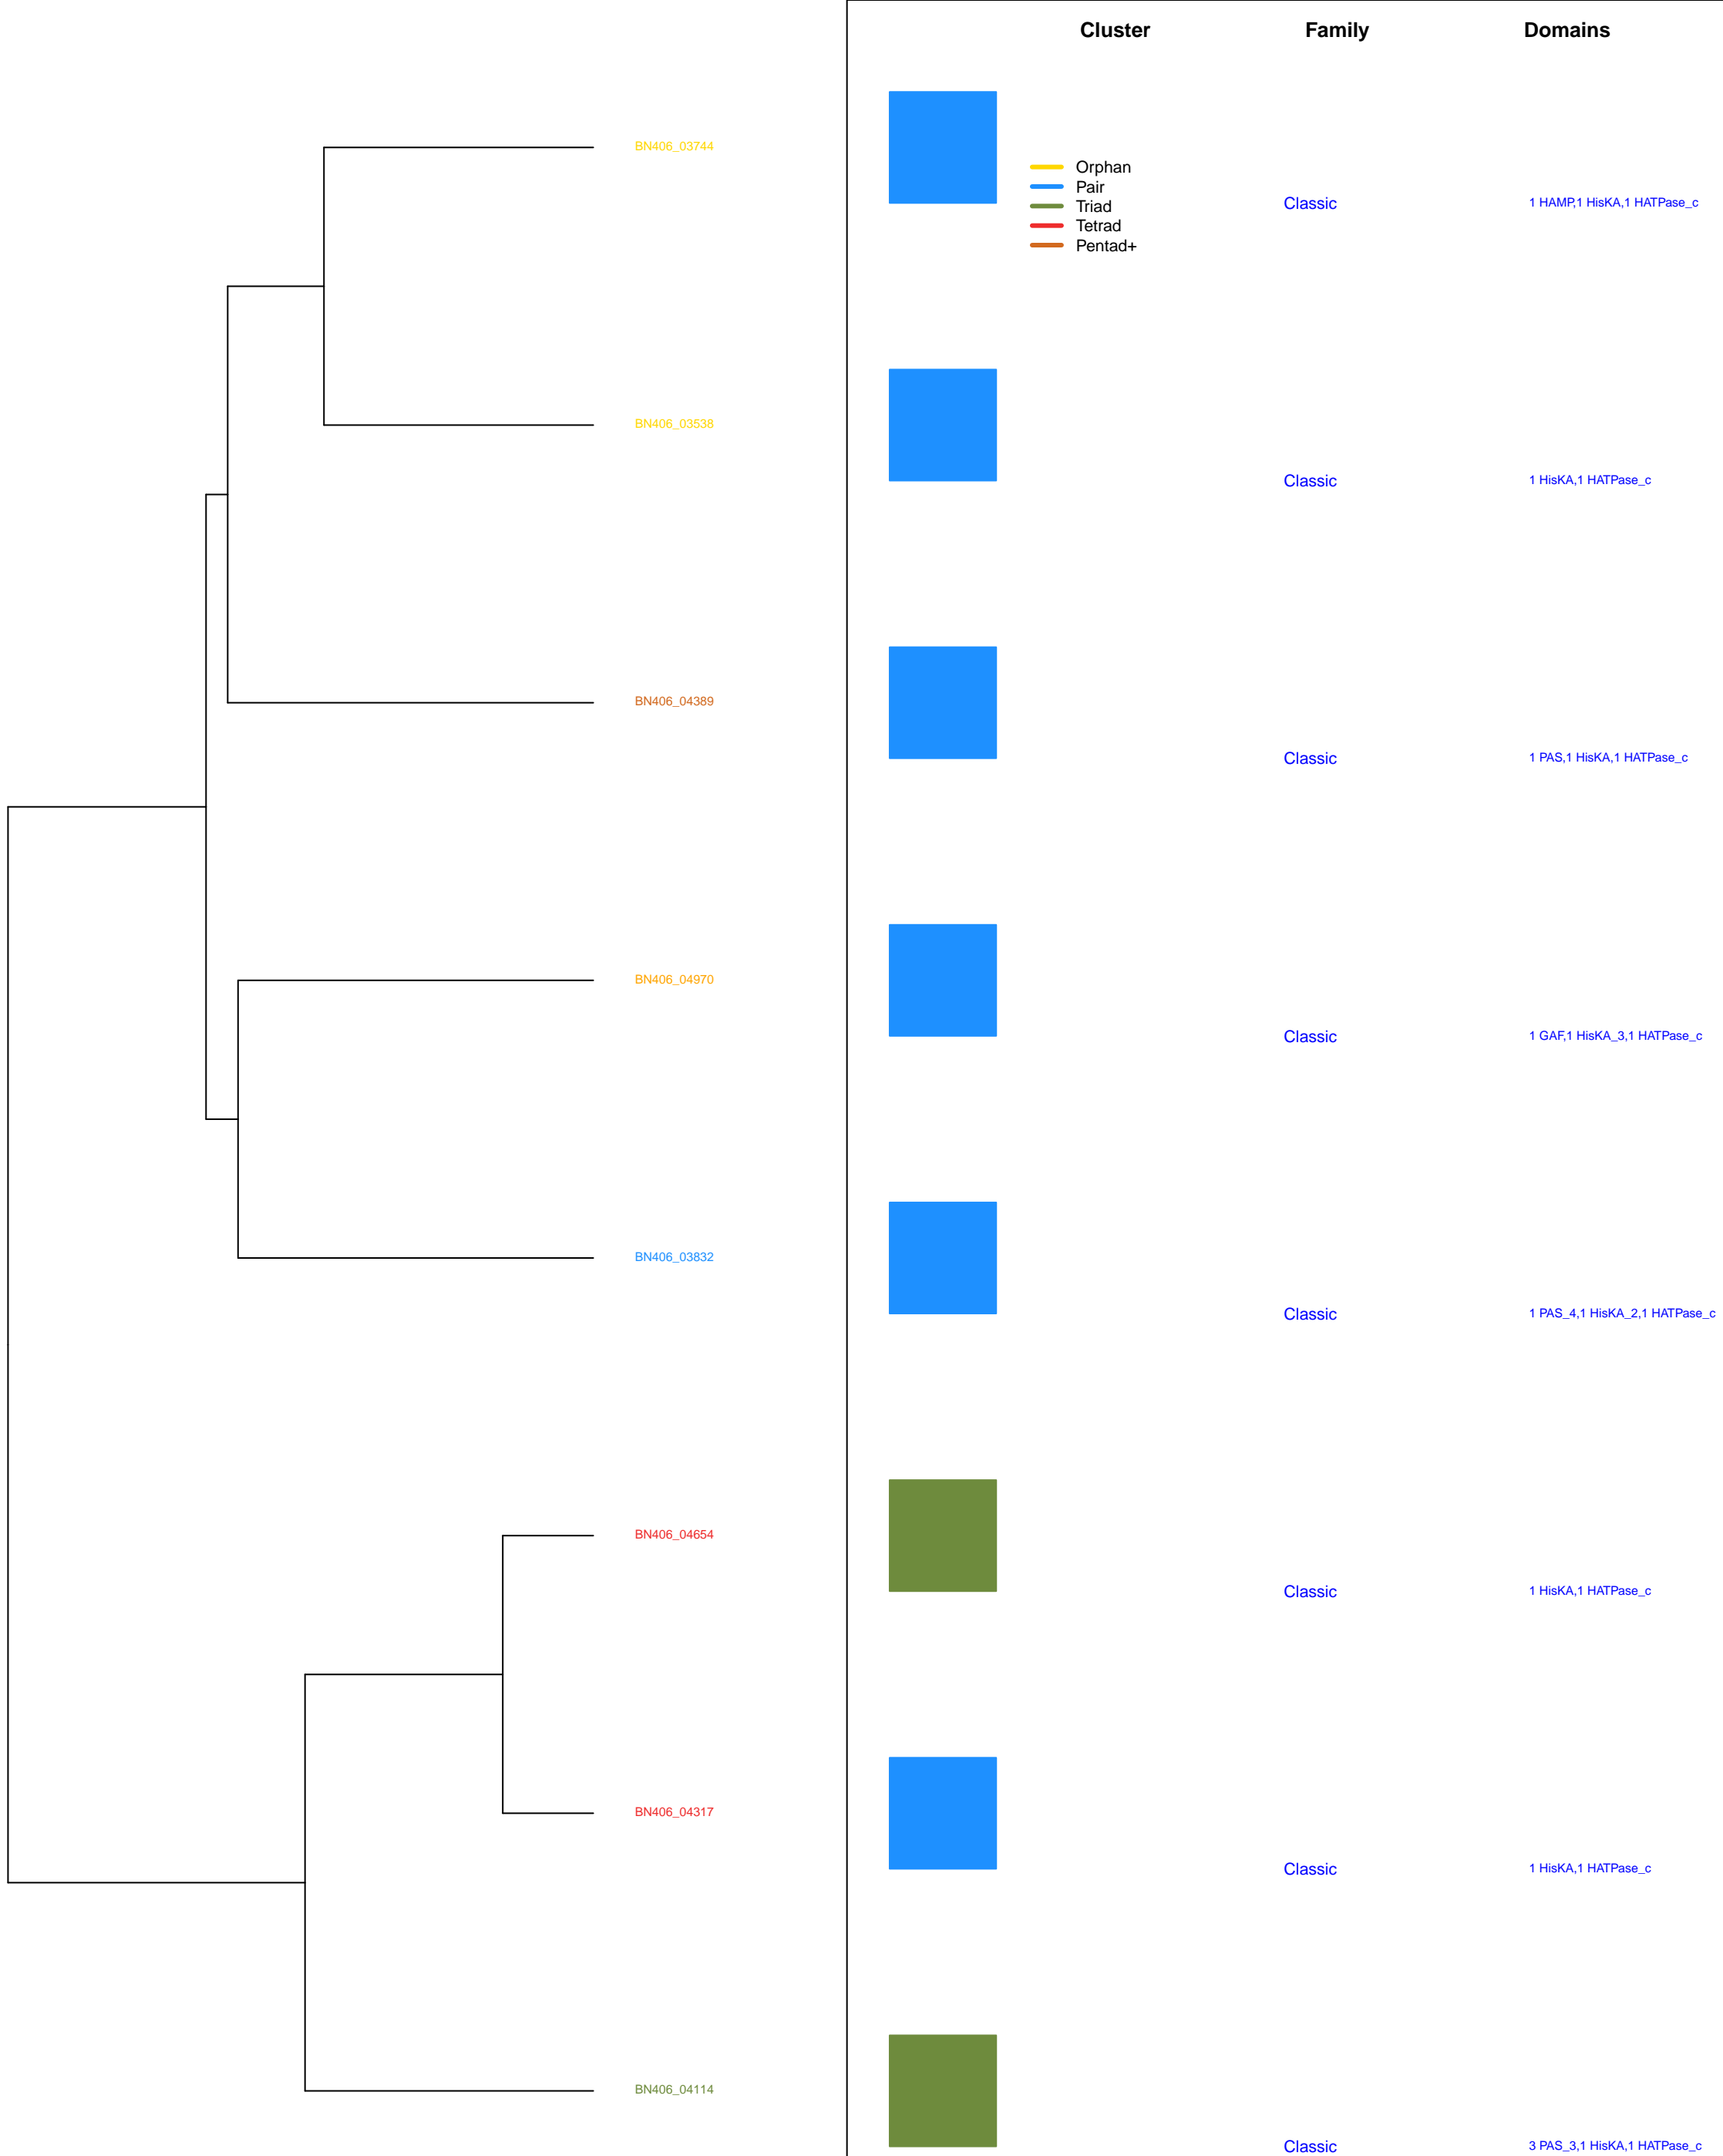 Cluster Family Domains
BN406_03744
Orphan
Pair
Classic 1 HAMP,1 HisKA,1 HATPase_c
Triad
Tetrad
Pentad+
BN406_03538
Classic 1 HisKA,1 HATPase_c
BN406_04389
Classic 1 PAS,1 HisKA,1 HATPase_c
BN406_04970
Classic 1 GAF,1 HisKA_3,1 HATPase_c
BN406_03832
Classic 1 PAS_4,1 HisKA_2,1 HATPase_c
BN406_04654
Classic 1 HisKA,1 HATPase_c
BN406_04317
Classic 1 HisKA,1 HATPase_c
BN406_04114
Classic 3 PAS_3,1 HisKA,1 HATPase_c